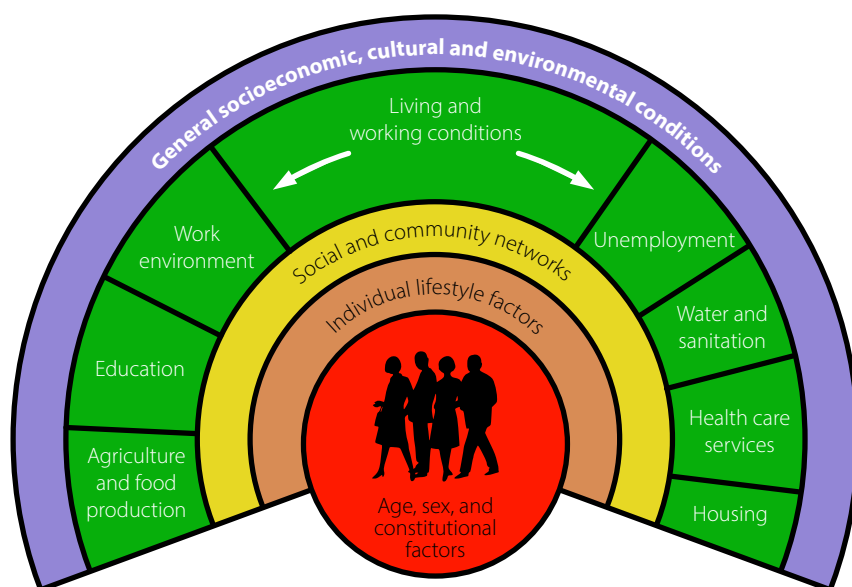 General socioeconomic, cultural and environmental conditions
Living and
working conditions
Work
environment
Unemployment
Social and community networks
Individual lifestyle factors
Water and
sanitation
Education
Health care
services
Agriculture
and food
production
Housing
Age, sex, and
constitutional
factors